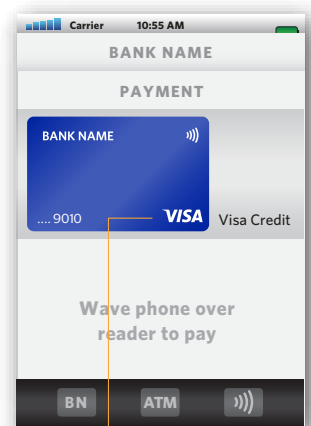 Carrier 10:55 AM
BANK NAME
PAYMENT
BANK NAME
.... 9010 VISA
Visa Credit
Wave phone over
reader to pay
BN ATM